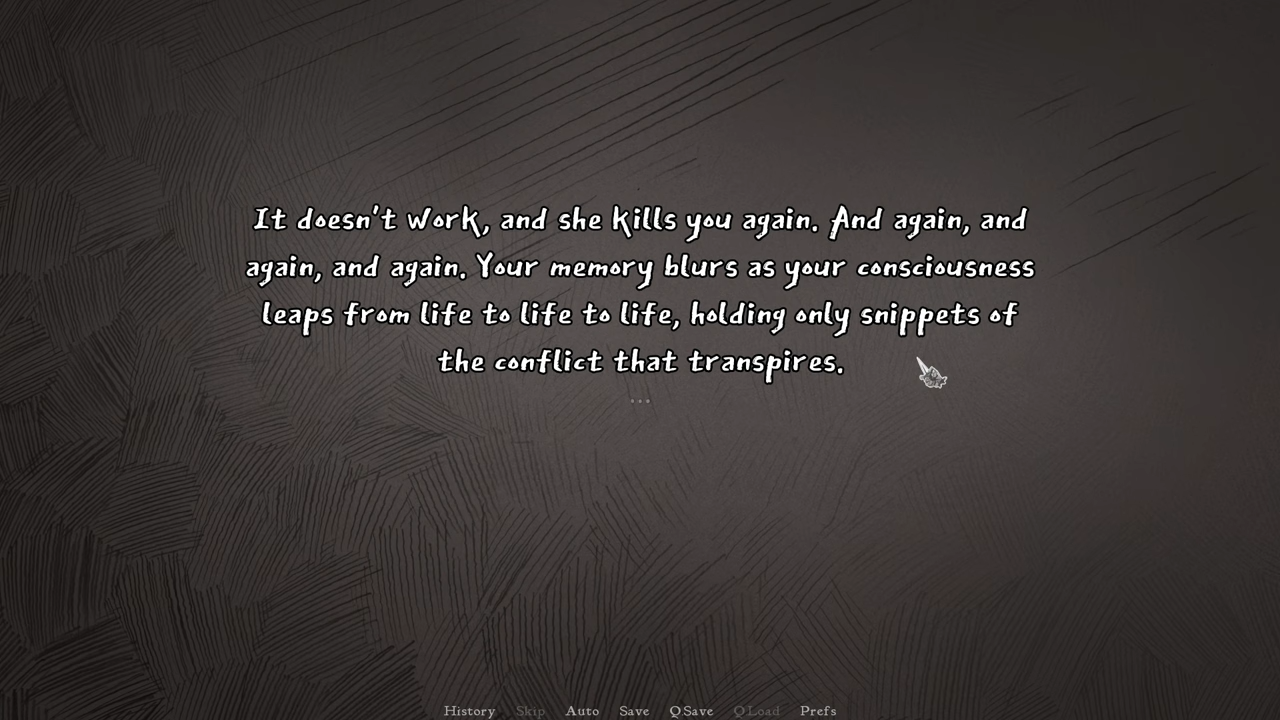 It doesn't work, and she kills you again. And again, and
again, and again. Your memory blurs as your consciousness
leaps from life to life to life, holding only snippets of
the conflict that transpires.
...
History Skip Auto Save QSave QLoad Prefs